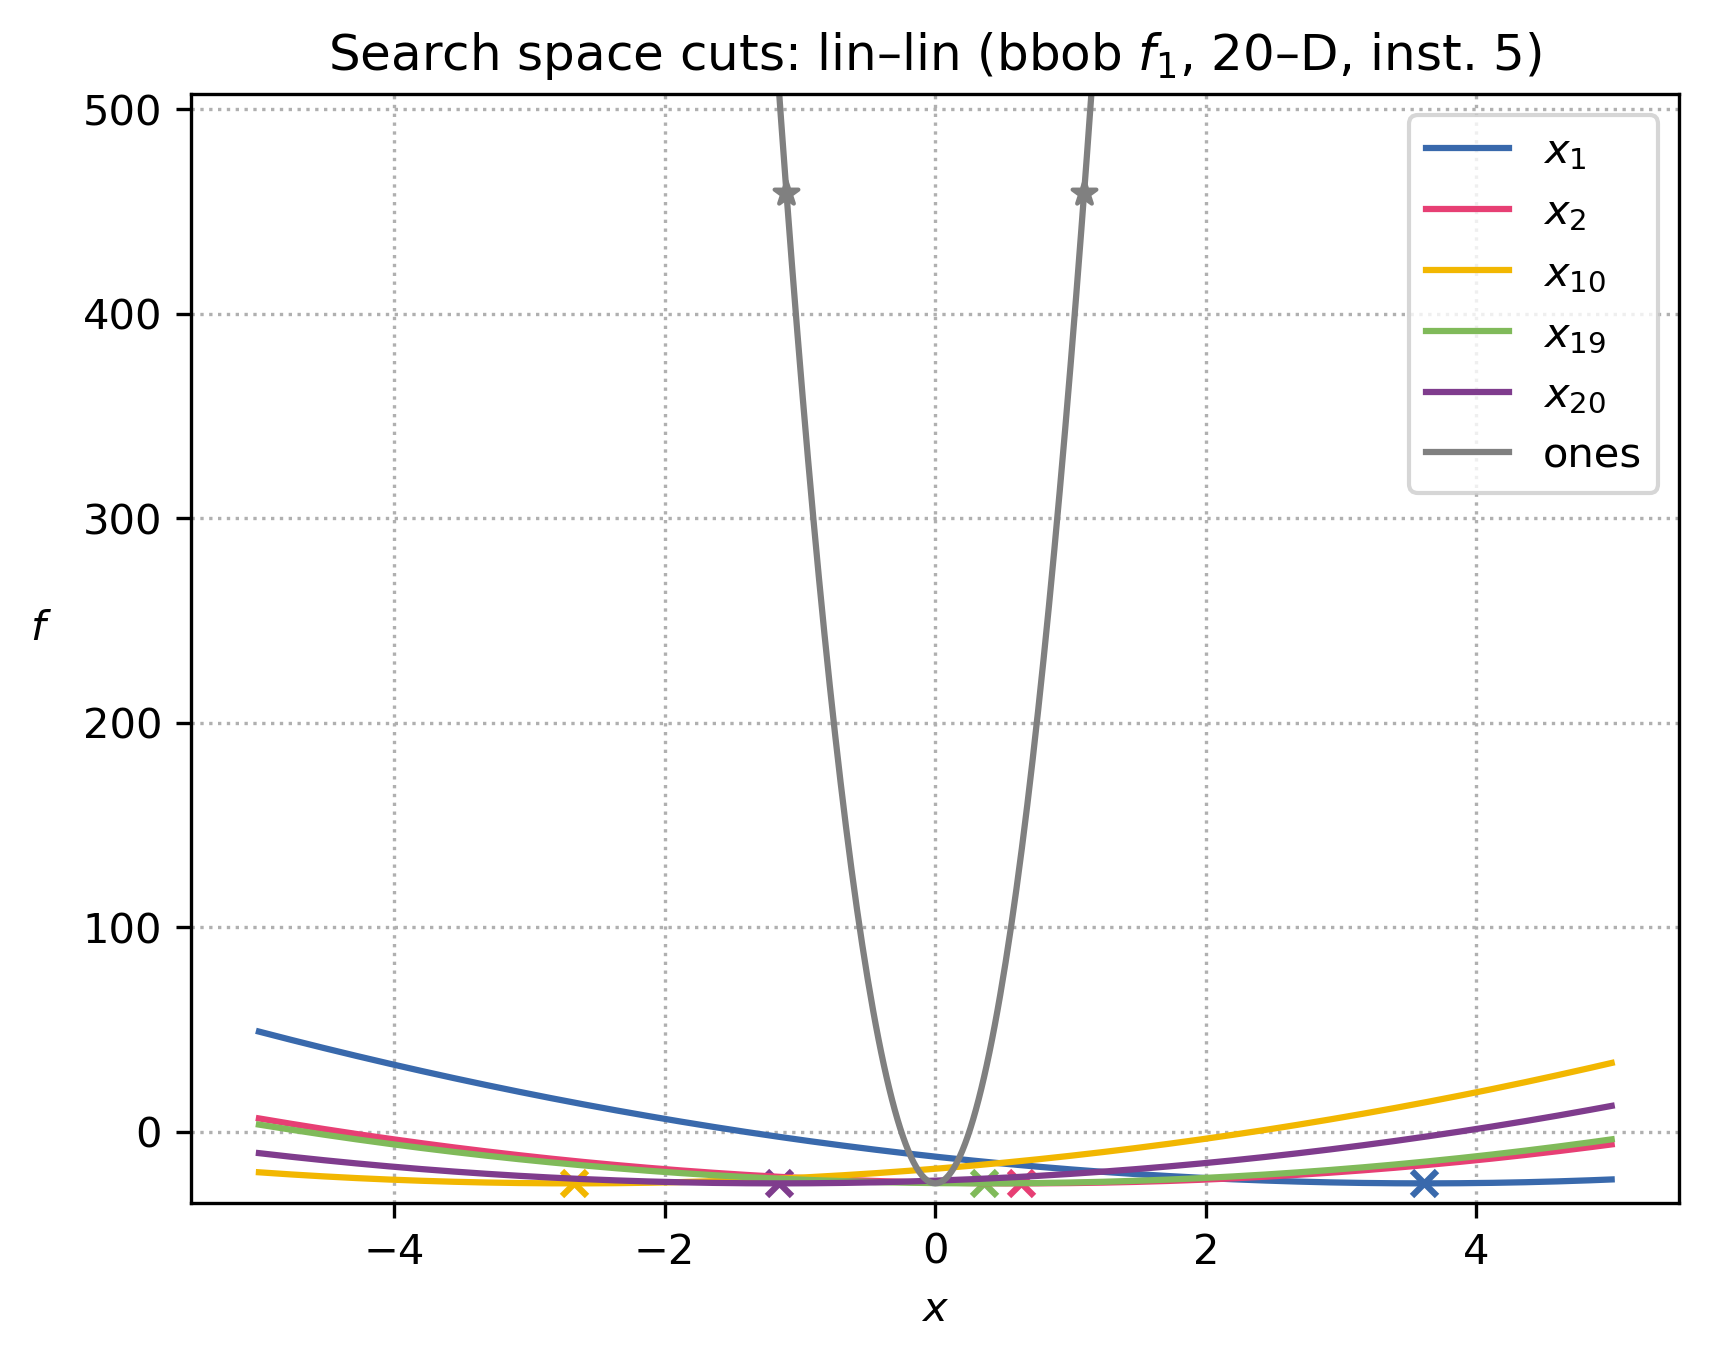 Search space cuts: lin–lin (bbob f₁, 20–D, inst. 5)
500
400
300
200
100
0
f
−4
−2
0
2
4
x
x₁
x₂
x₁₀
x₁₉
x₂₀
ones